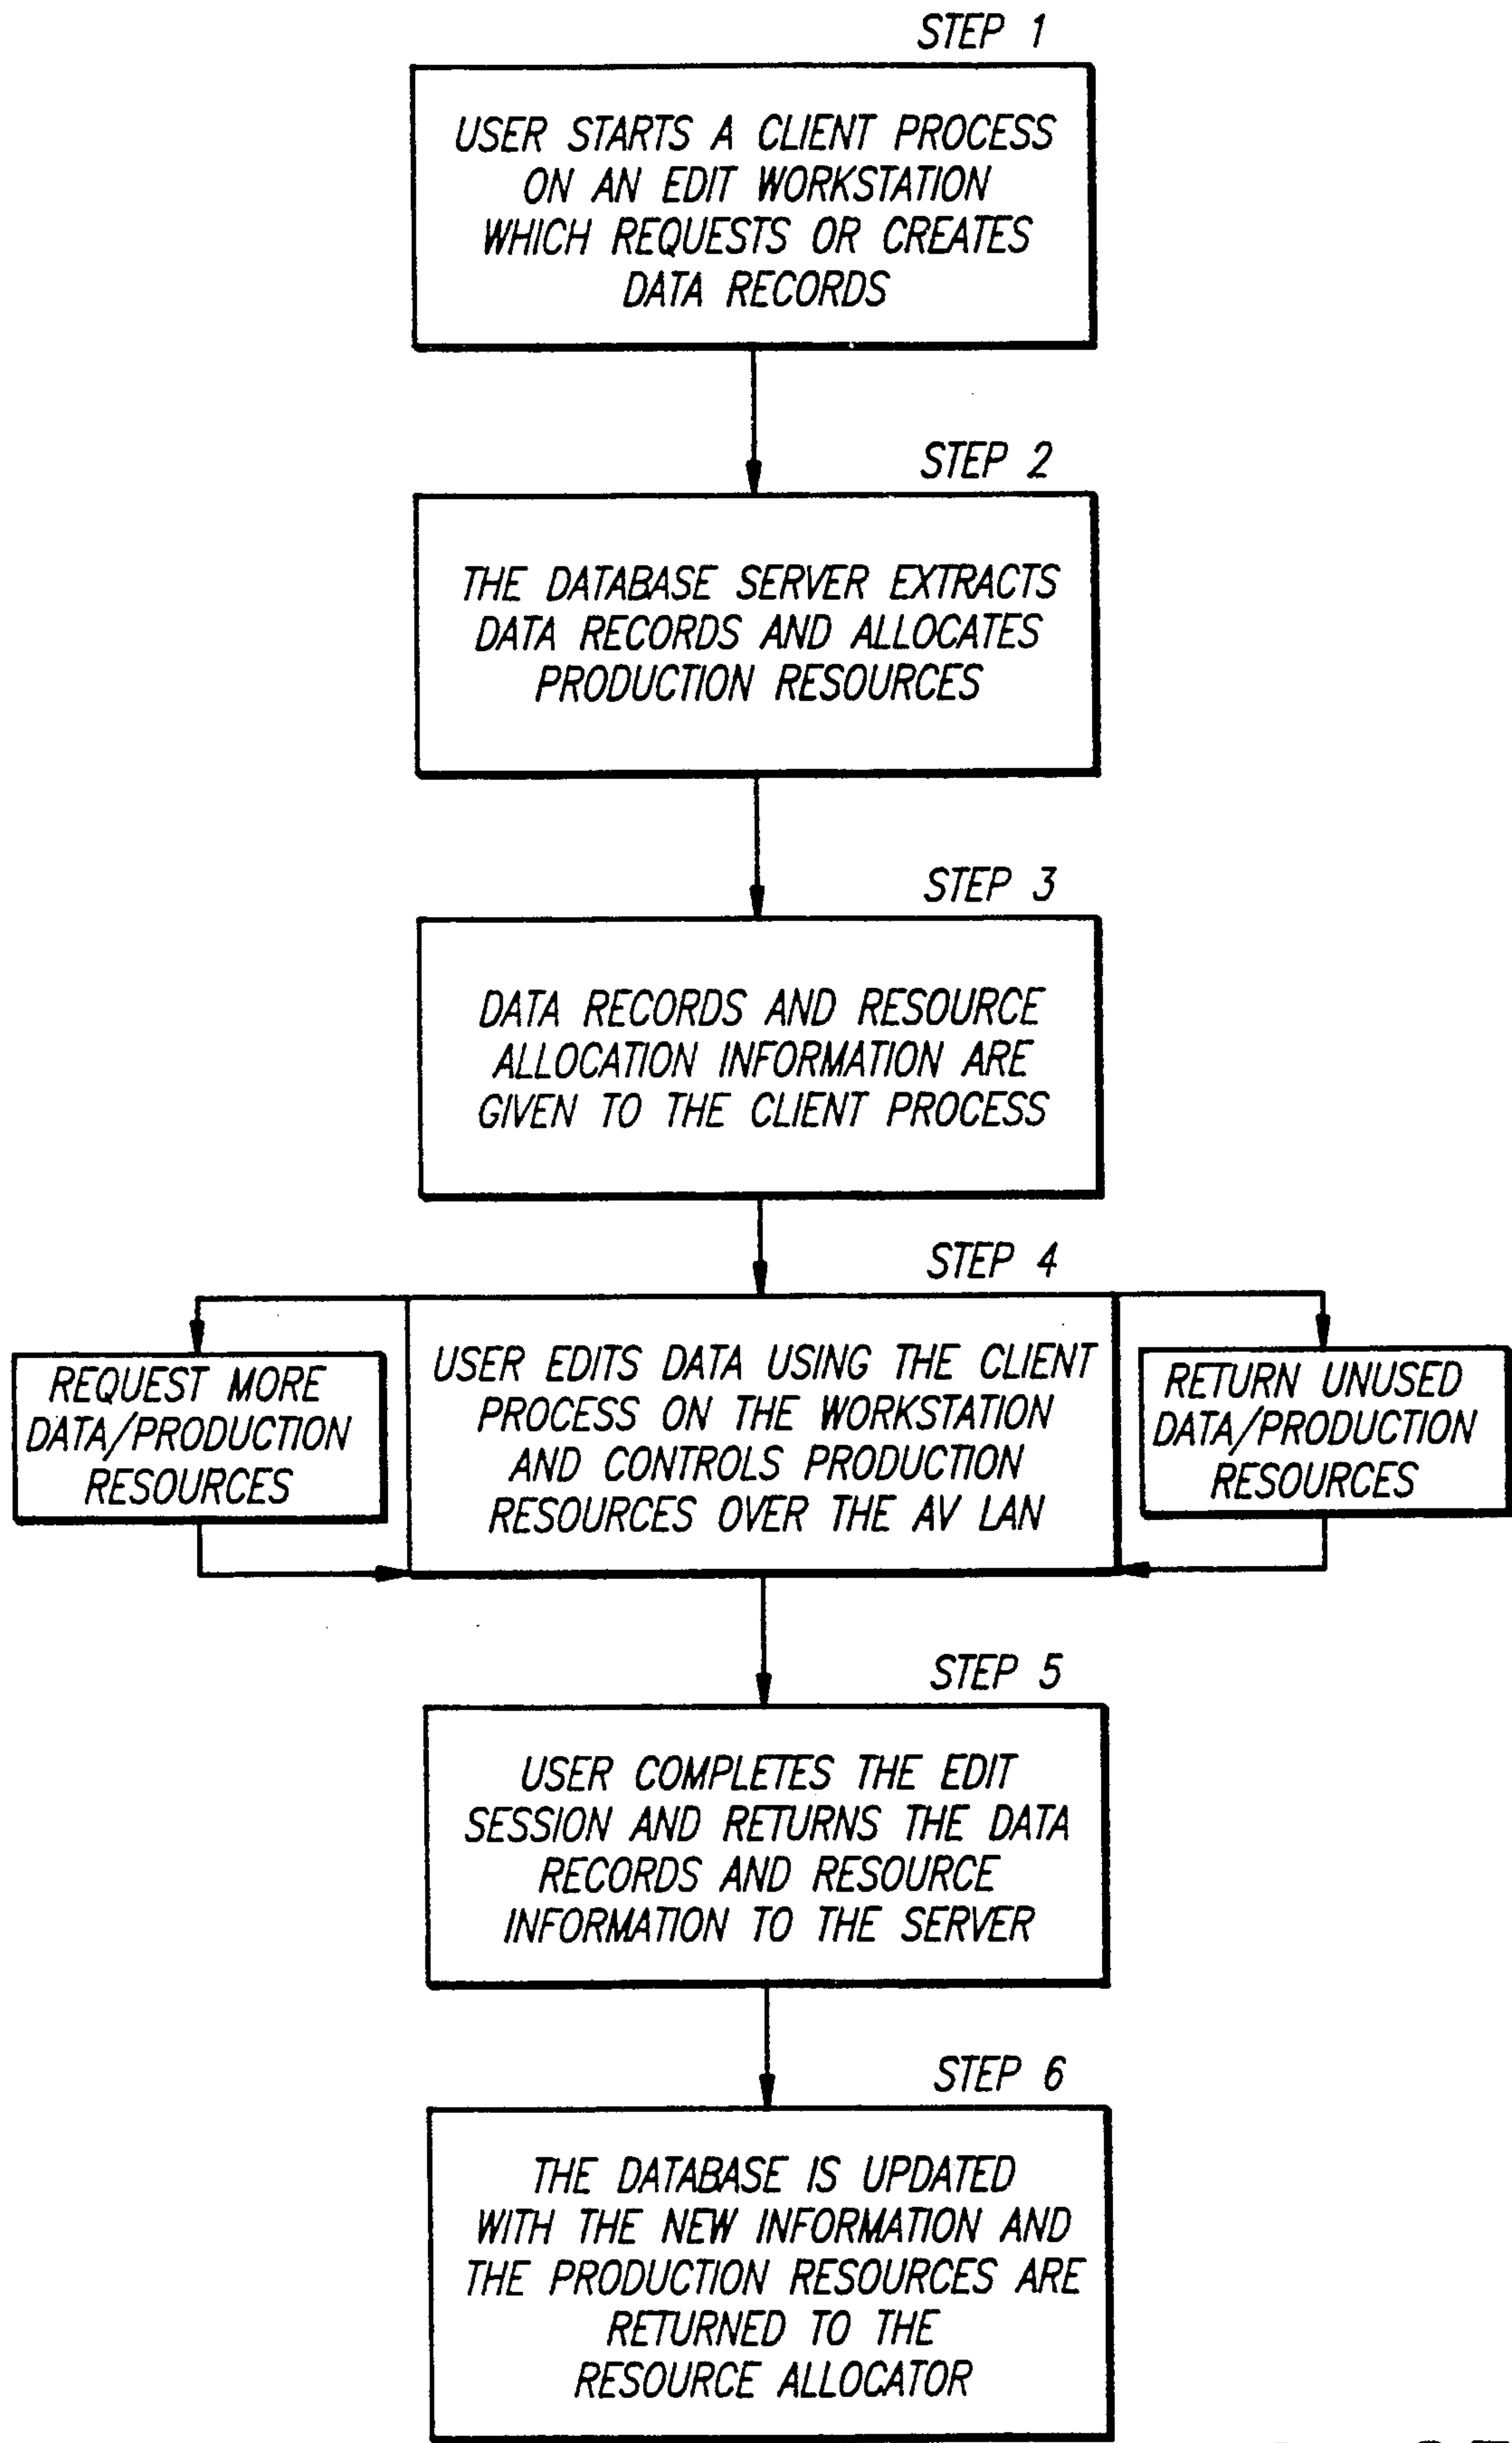 STEP 1
USER STARTS A CLIENT PROCESS
ON AN EDIT WORKSTATION
WHICH REQUESTS OR CREATES
DATA RECORDS
STEP 2
THE DATABASE SERVER EXTRACTS
DATA RECORDS AND ALLOCATES
PRODUCTION RESOURCES
STEP 3
DATA RECORDS AND RESOURCE
ALLOCATION INFORMATION ARE
GIVEN TO THE CLIENT PROCESS
STEP 4
REQUEST MORE
DATA/PRODUCTION
RESOURCES
USER EDITS DATA USING THE CLIENT
PROCESS ON THE WORKSTATION
AND CONTROLS PRODUCTION
RESOURCES OVER THE AV LAN
RETURN UNUSED
DATA/PRODUCTION
RESOURCES
STEP 5
USER COMPLETES THE EDIT
SESSION AND RETURNS THE DATA
RECORDS AND RESOURCE
INFORMATION TO THE SERVER
STEP 6
THE DATABASE IS UPDATED
WITH THE NEW INFORMATION AND
THE PRODUCTION RESOURCES ARE
RETURNED TO THE
RESOURCE ALLOCATOR